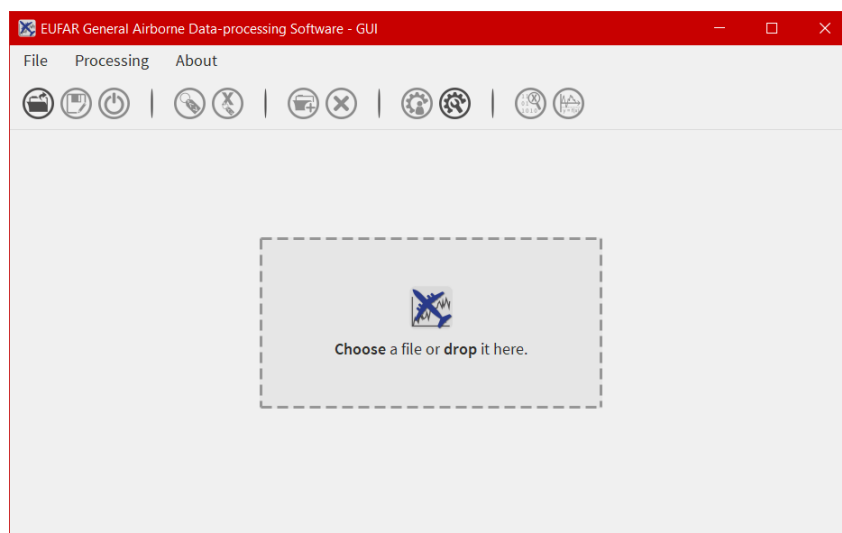 EUFAR General Airborne Data-processing Software - GUI
File Processing About
Choose a file or drop it here.